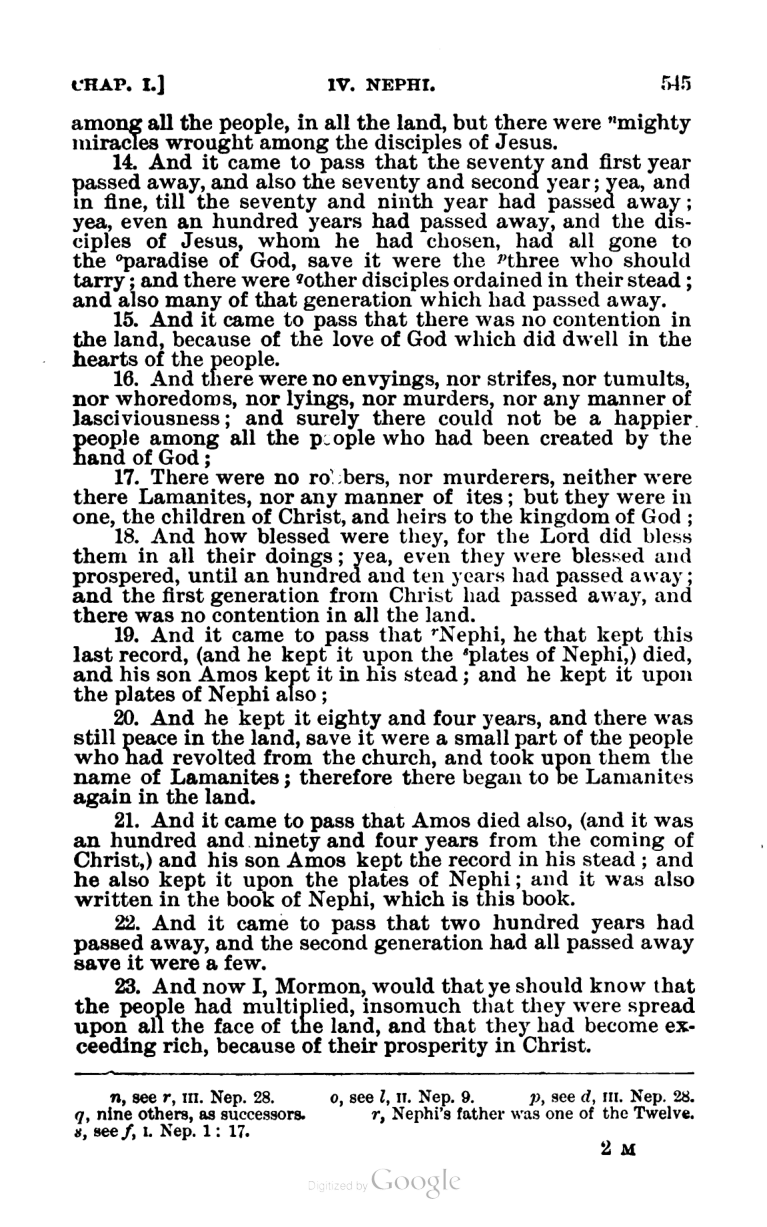 CHAP. I.] IV. NEPHI. 545
among all the people, in all the land, but there were ⁿmighty
miracles wrought among the disciples of Jesus.
14. And it came to pass that the seventy and first year
passed away, and also the seventy and second year; yea, and
in fine, till the seventy and ninth year had passed away;
yea, even an hundred years had passed away, and the dis-
ciples of Jesus, whom he had chosen, had all gone to
the ᵒparadise of God, save it were the ᵖthree who should
tarry; and there were qother disciples ordained in their stead;
and also many of that generation which had passed away.
15. And it came to pass that there was no contention in
the land, because of the love of God which did dwell in the
hearts of the people.
16. And there were no envyings, nor strifes, nor tumults,
nor whoredoms, nor lyings, nor murders, nor any manner of
lasciviousness; and surely there could not be a happier
people among all the people who had been created by the
hand of God;
17. There were no robbers, nor murderers, neither were
there Lamanites, nor any manner of ites; but they were in
one, the children of Christ, and heirs to the kingdom of God;
18. And how blessed were they, for the Lord did bless
them in all their doings; yea, even they were blessed and
prospered, until an hundred and ten years had passed away;
and the first generation from Christ had passed away, and
there was no contention in all the land.
19. And it came to pass that ʳNephi, he that kept this
last record, (and he kept it upon the ˢplates of Nephi,) died,
and his son Amos kept it in his stead; and he kept it upon
the plates of Nephi also;
20. And he kept it eighty and four years, and there was
still peace in the land, save it were a small part of the people
who had revolted from the church, and took upon them the
name of Lamanites; therefore there began to be Lamanites
again in the land.
21. And it came to pass that Amos died also, (and it was
an hundred and ninety and four years from the coming of
Christ,) and his son Amos kept the record in his stead; and
he also kept it upon the plates of Nephi; and it was also
written in the book of Nephi, which is this book.
22. And it came to pass that two hundred years had
passed away, and the second generation had all passed away
save it were a few.
23. And now I, Mormon, would that ye should know that
the people had multiplied, insomuch that they were spread
upon all the face of the land, and that they had become ex-
ceeding rich, because of their prosperity in Christ.
n, see r, III. Nep. 28. o, see l, II. Nep. 9. p, see d, III. Nep. 28.
q, nine others, as successors. r, Nephi's father was one of the Twelve.
s, see f, I. Nep. 1: 17.
2 M
Digitized by Google